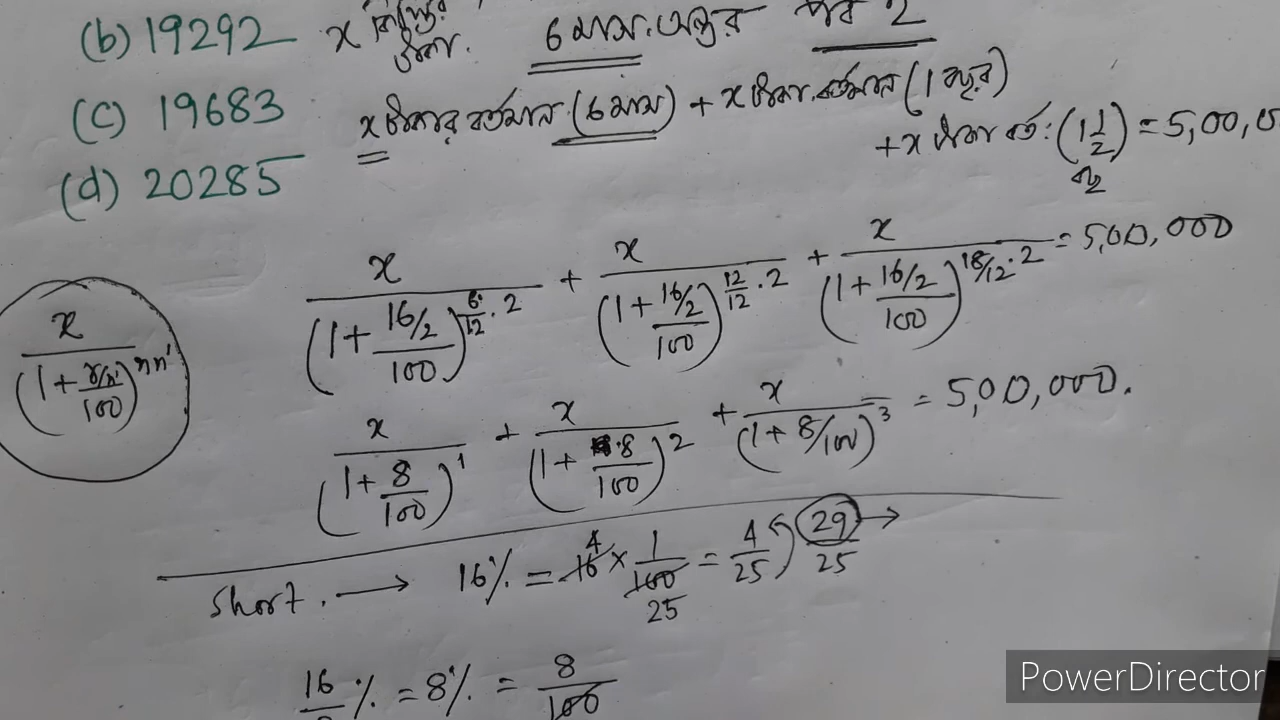 (b) 19292 x কিস্তির টাকা. 6 মাস. অন্তর পর্ব 2
(c) 19683 x টাকার বর্তমান (6 মাস) + x টাকা. বর্তমান (1 বছর)
+ x টাকা বর্ত: (1 1/2) = 5,00,0
(d) 20285
x/(1 + 16/2/100)^(6/12 · 2) + x/(1 + 16/2/100)^(12/12 · 2) + x/(1 + 16/2/100)^(18/12 · 2) = 5,00,000
x/(1 + r/n'/100)^nn'
x/(1 + 8/100)^1 + x/(1 + 8/100)^2 + x/(1 + 8/100)^3 = 5,00,000.
Short. → 16% = 16 4 × 1/100 25 = 4/25 ) 29/25 →
16 % = 8% = 8/100
PowerDirector